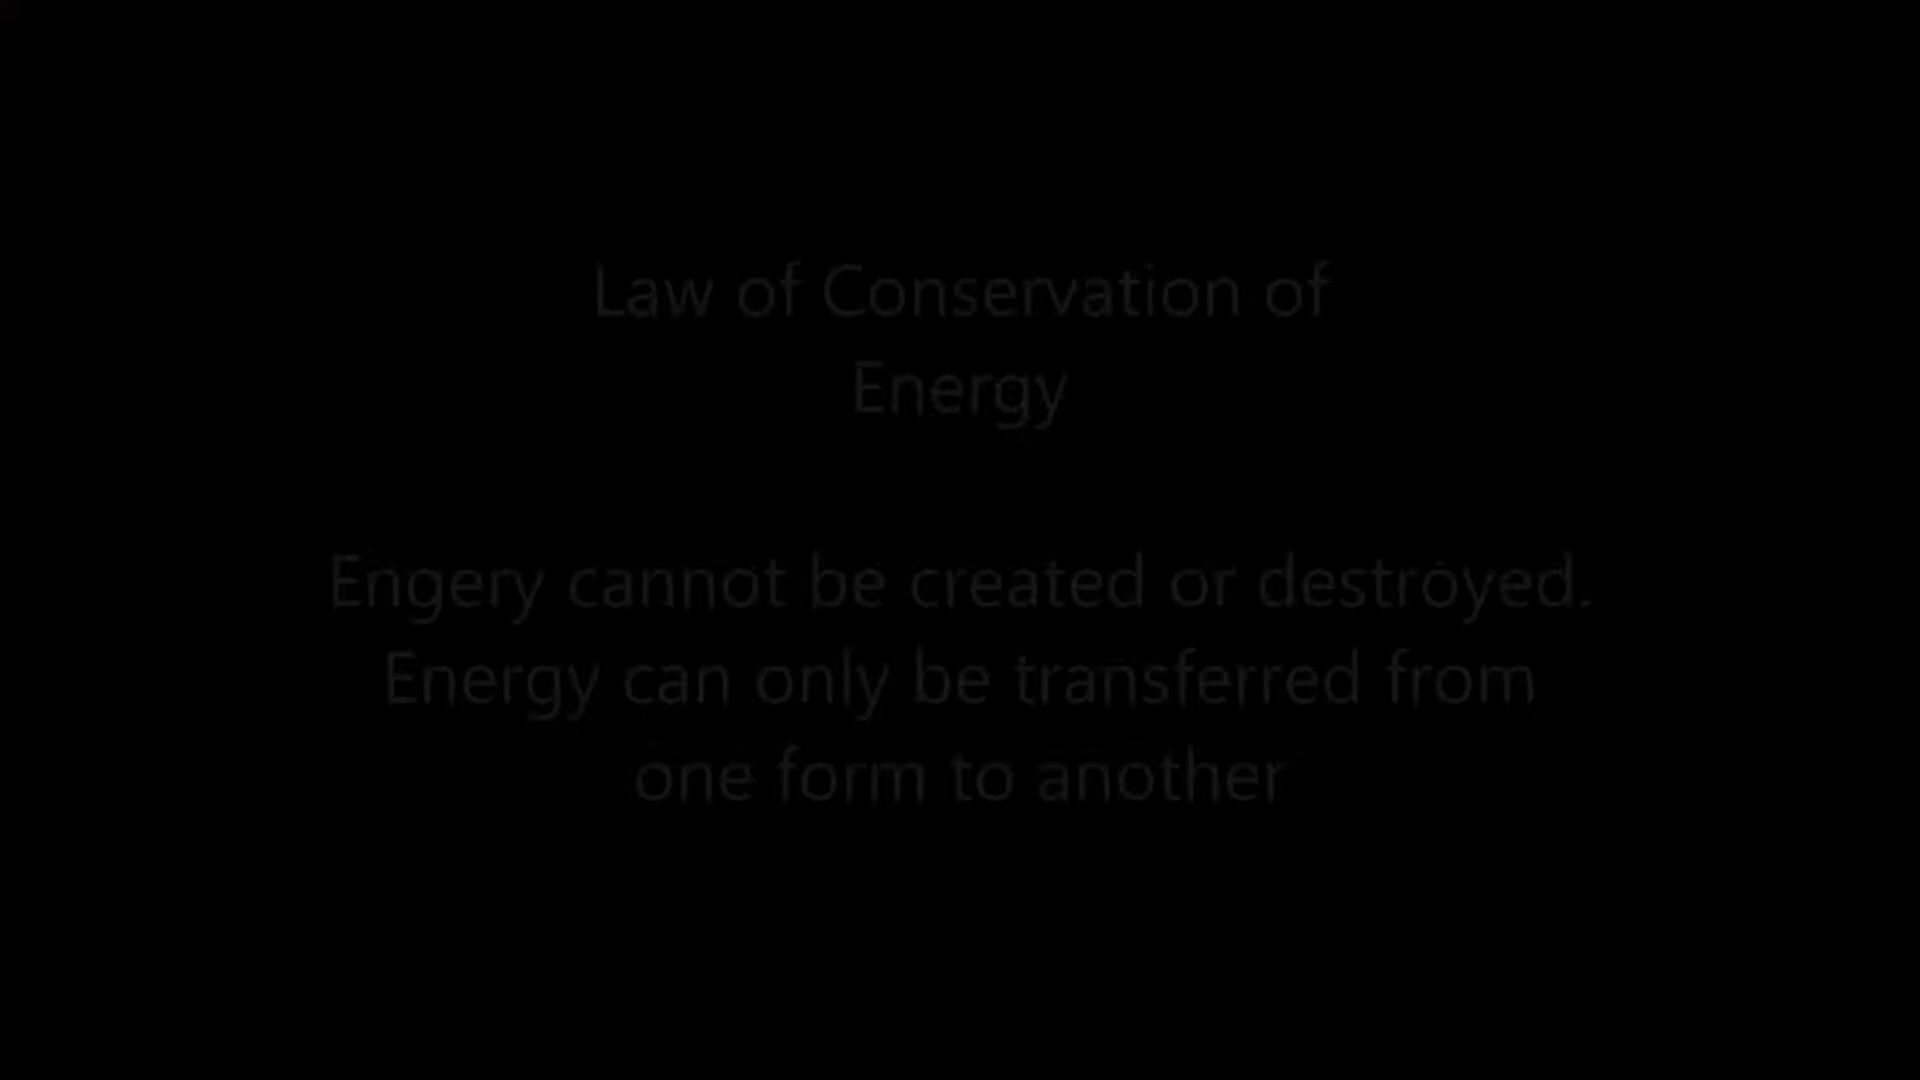 Law of Conservation of
Energy
Engery cannot be created or destroyed.
Energy can only be transferred from
one form to another